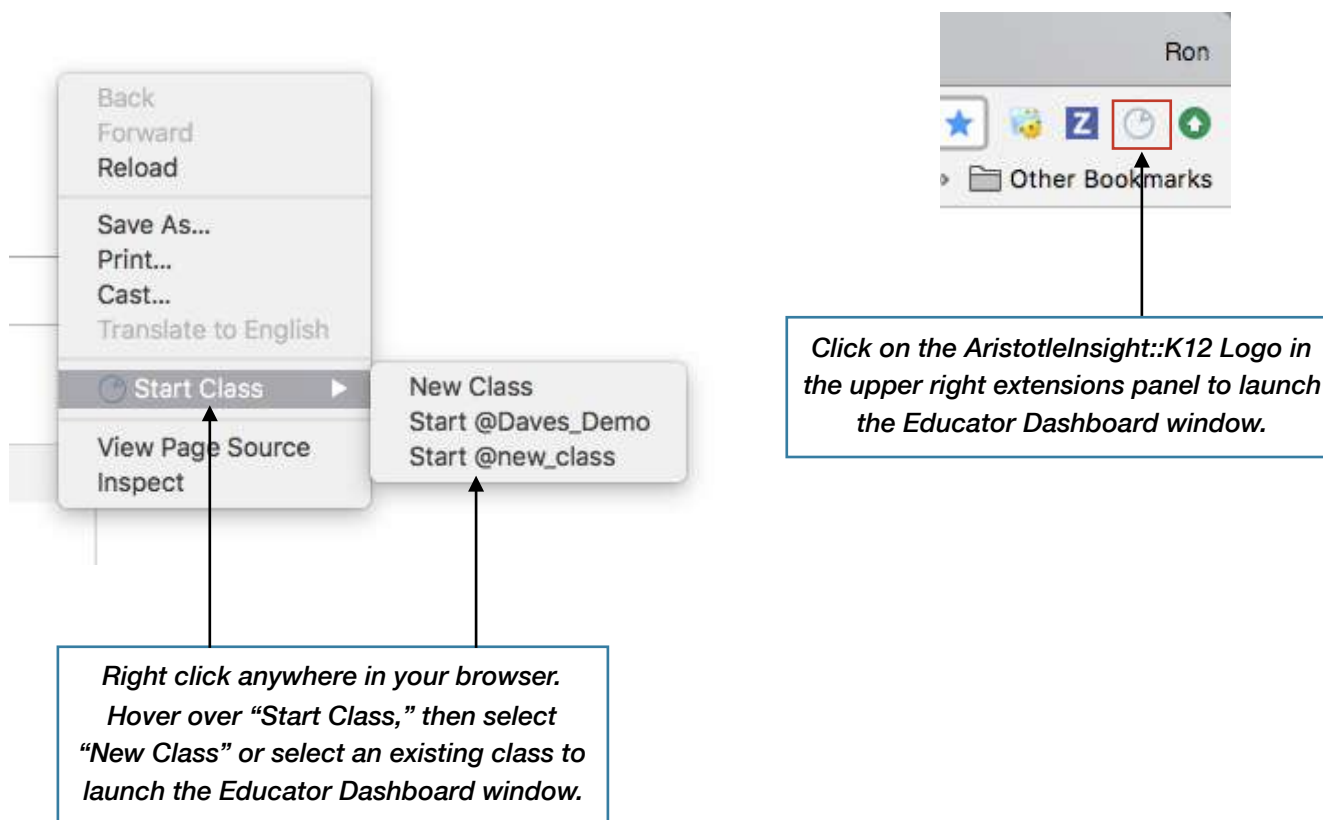 Back
Forward
Reload
Save As...
Print...
Cast...
Translate to English
Start Class
New Class
Start @Daves_Demo
Start @new_class
View Page Source
Inspect
Right click anywhere in your browser.
Hover over “Start Class,” then select
“New Class” or select an existing class to
launch the Educator Dashboard window.
Ron
Z
Other Bookmarks
Click on the AristotleInsight::K12 Logo in
the upper right extensions panel to launch
the Educator Dashboard window.